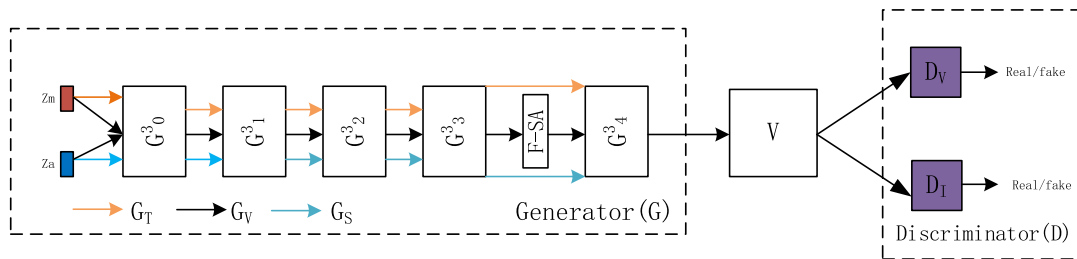 Zm
Za
G³₀
G³₁
G³₂
G³₃
F-SA
G³₄
G_T
G_V
G_S
Generator(G)
V
D_V
Real/fake
D_I
Real/fake
Discriminator(D)